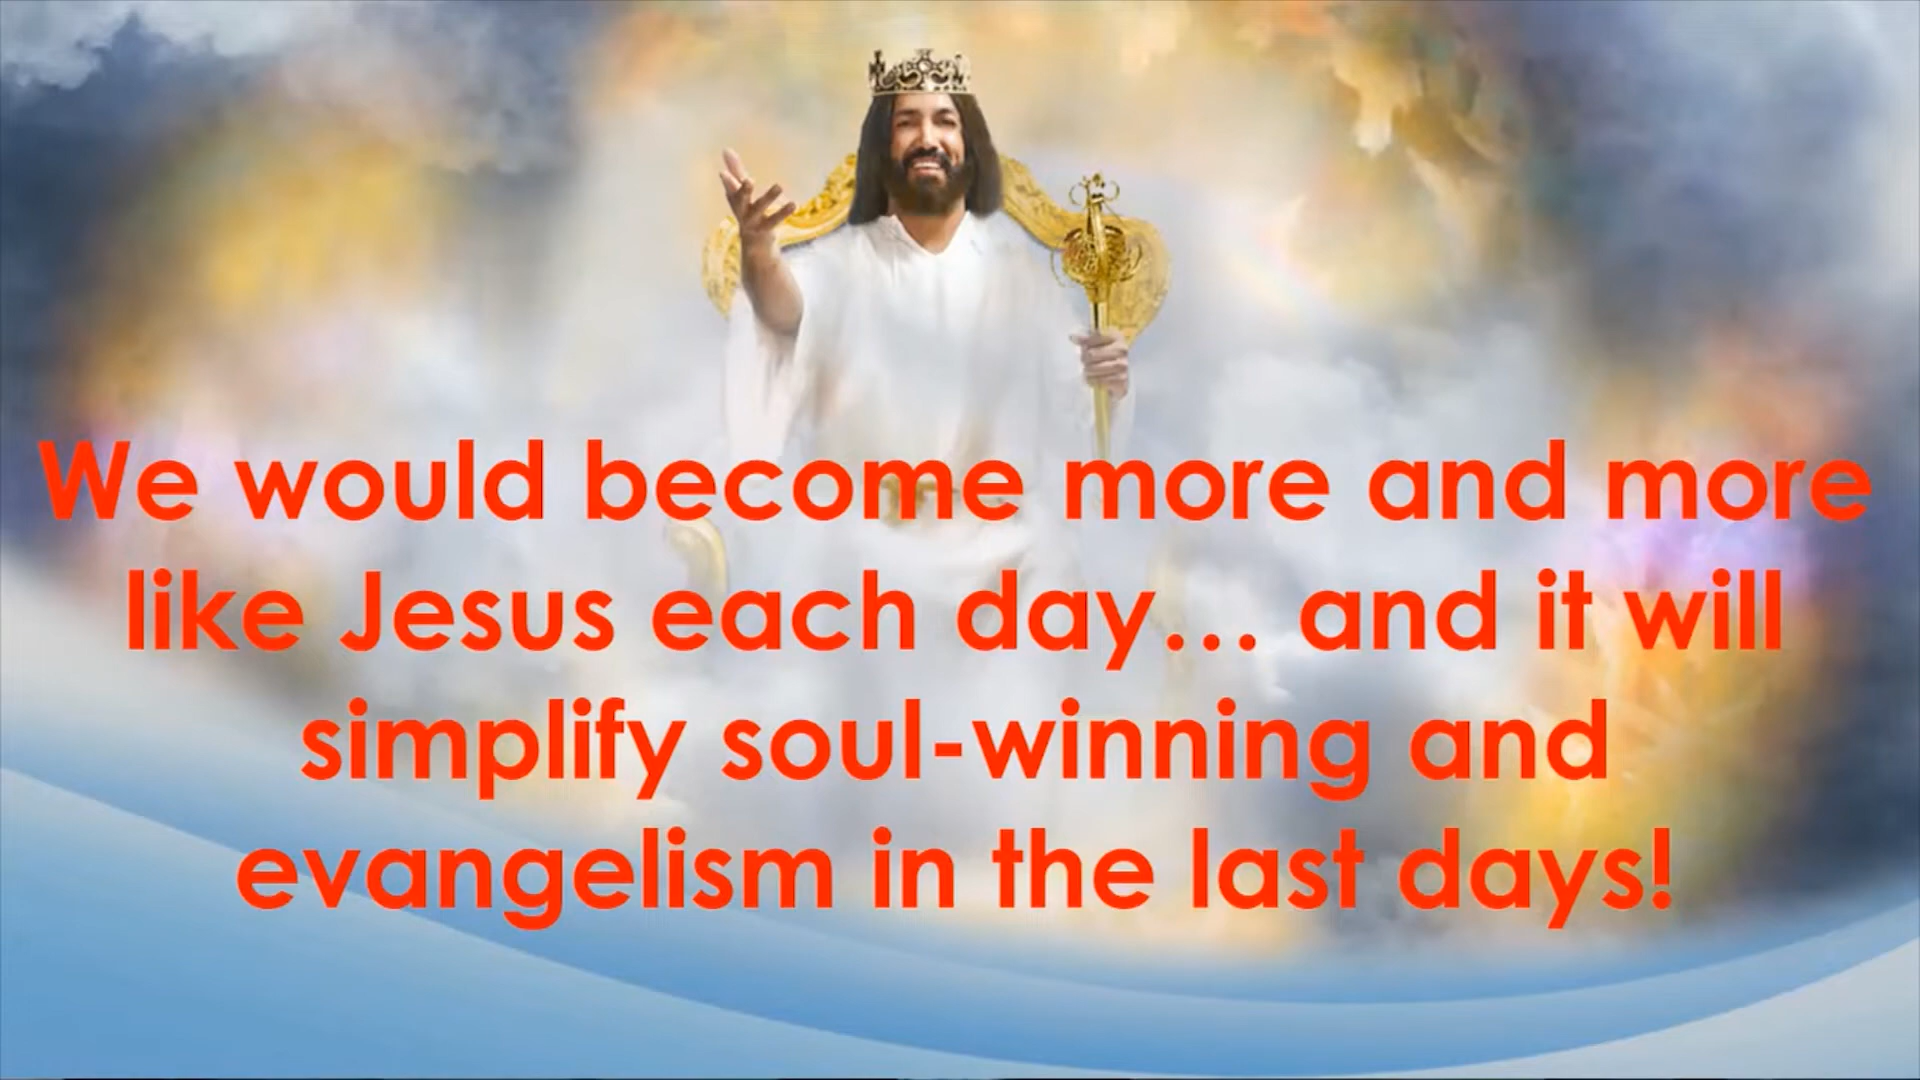 We would become more and more
like Jesus each day... and it will
simplify soul-winning and
evangelism in the last days!